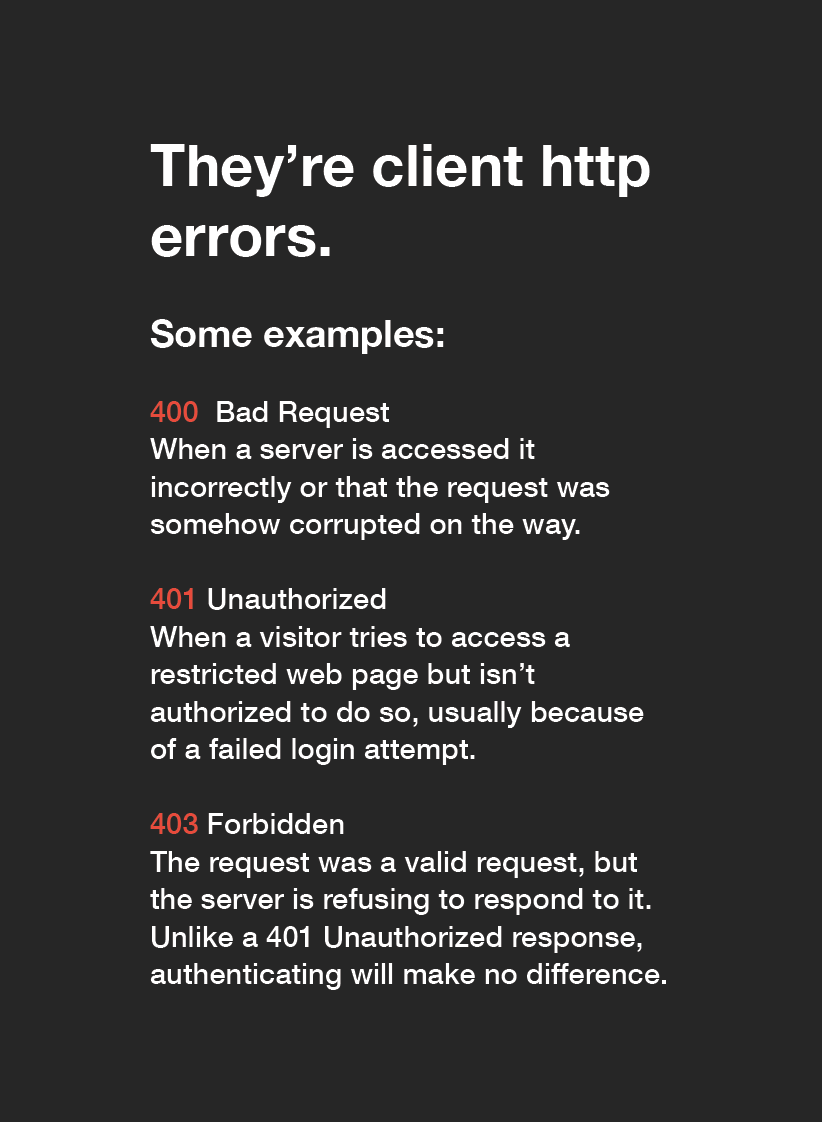 They’re client http
errors.
Some examples:
400 Bad Request
When a server is accessed it
incorrectly or that the request was
somehow corrupted on the way.
401 Unauthorized
When a visitor tries to access a
restricted web page but isn’t
authorized to do so, usually because
of a failed login attempt.
403 Forbidden
The request was a valid request, but
the server is refusing to respond to it.
Unlike a 401 Unauthorized response,
authenticating will make no difference.